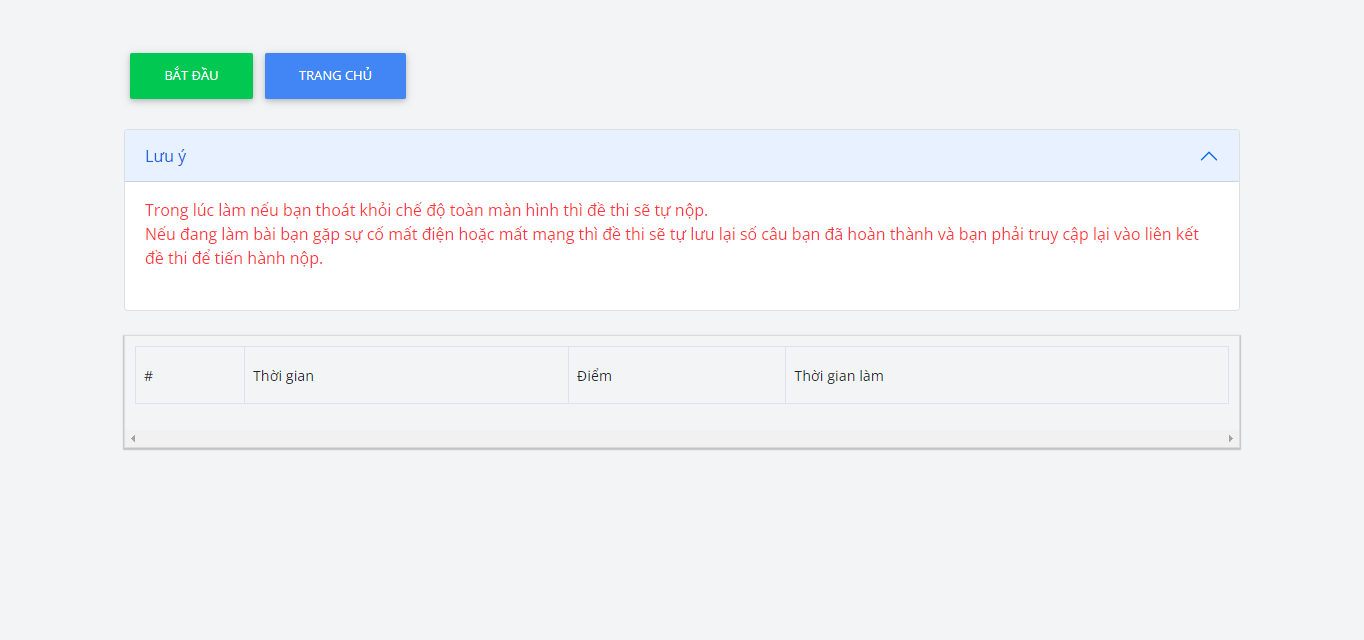 BẮT ĐẦU TRANG CHỦ
Lưu ý
Trong lúc làm nếu bạn thoát khỏi chế độ toàn màn hình thì đề thi sẽ tự nộp.
Nếu đang làm bài bạn gặp sự cố mất điện hoặc mất mạng thì đề thi sẽ tự lưu lại số câu bạn đã hoàn thành và bạn phải truy cập lại vào liên kết
đề thi để tiến hành nộp.
# Thời gian Điểm Thời gian làm